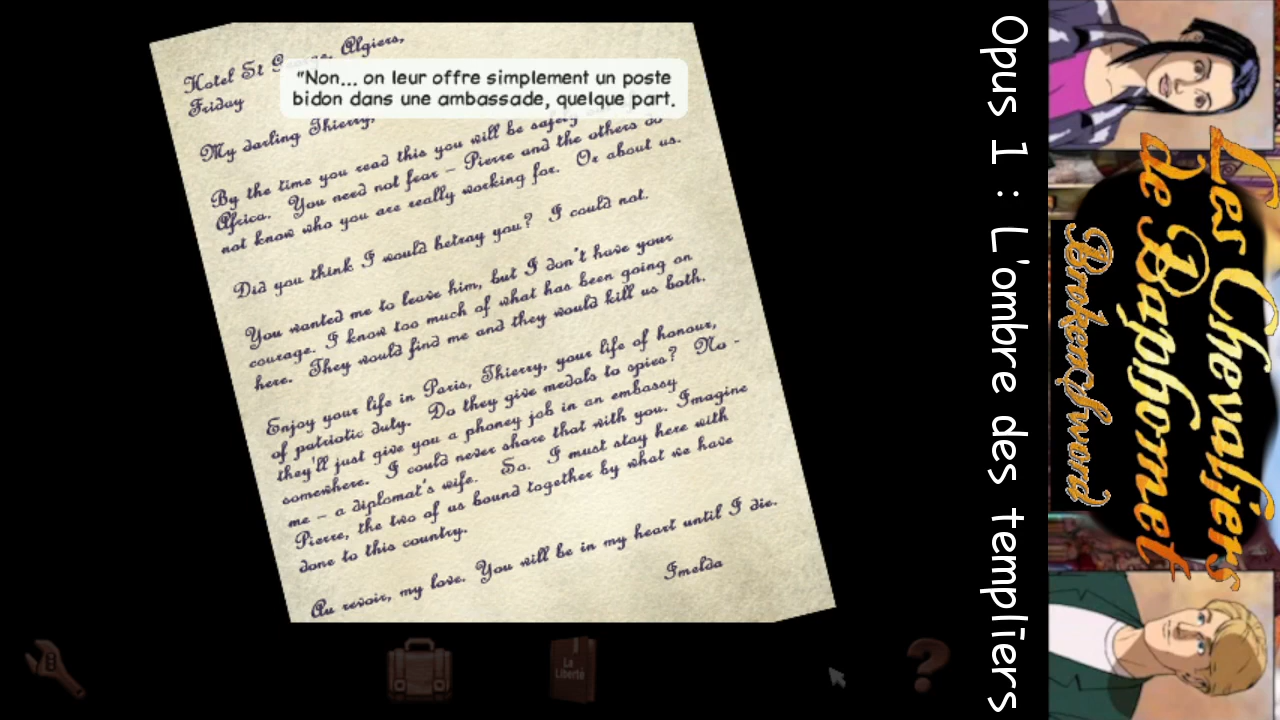 Hotel St George, Algiers,
Friday
"Non... on leur offre simplement un poste
bidon dans une ambassade, quelque part.
My darling Thierry,
By the time you read this you will be safely
Africa. You need not fear – Pierre and the others do
not know who you are really working for. Or about us.
Did you think I would betray you? I could not.
You wanted me to leave him, but I don't have your
courage. I know too much of what has been going on
here. They would find me and they would kill us both.
Enjoy your life in Paris, Thierry, your life of honour,
of patriotic duty. Do they give medals to spies? No -
they'll just give you a phoney job in an embassy
somewhere. I could never share that with you. Imagine
me – a diplomat's wife. So. I must stay here with
Pierre, the two of us bound together by what we have
done to this country.
Au revoir, my love. You will be in my heart until I die.
Imelda
La
Liberté
?
Opus 1 : L'ombre des templiers
Les Chevaliers
de Baphomet
Broken Sword